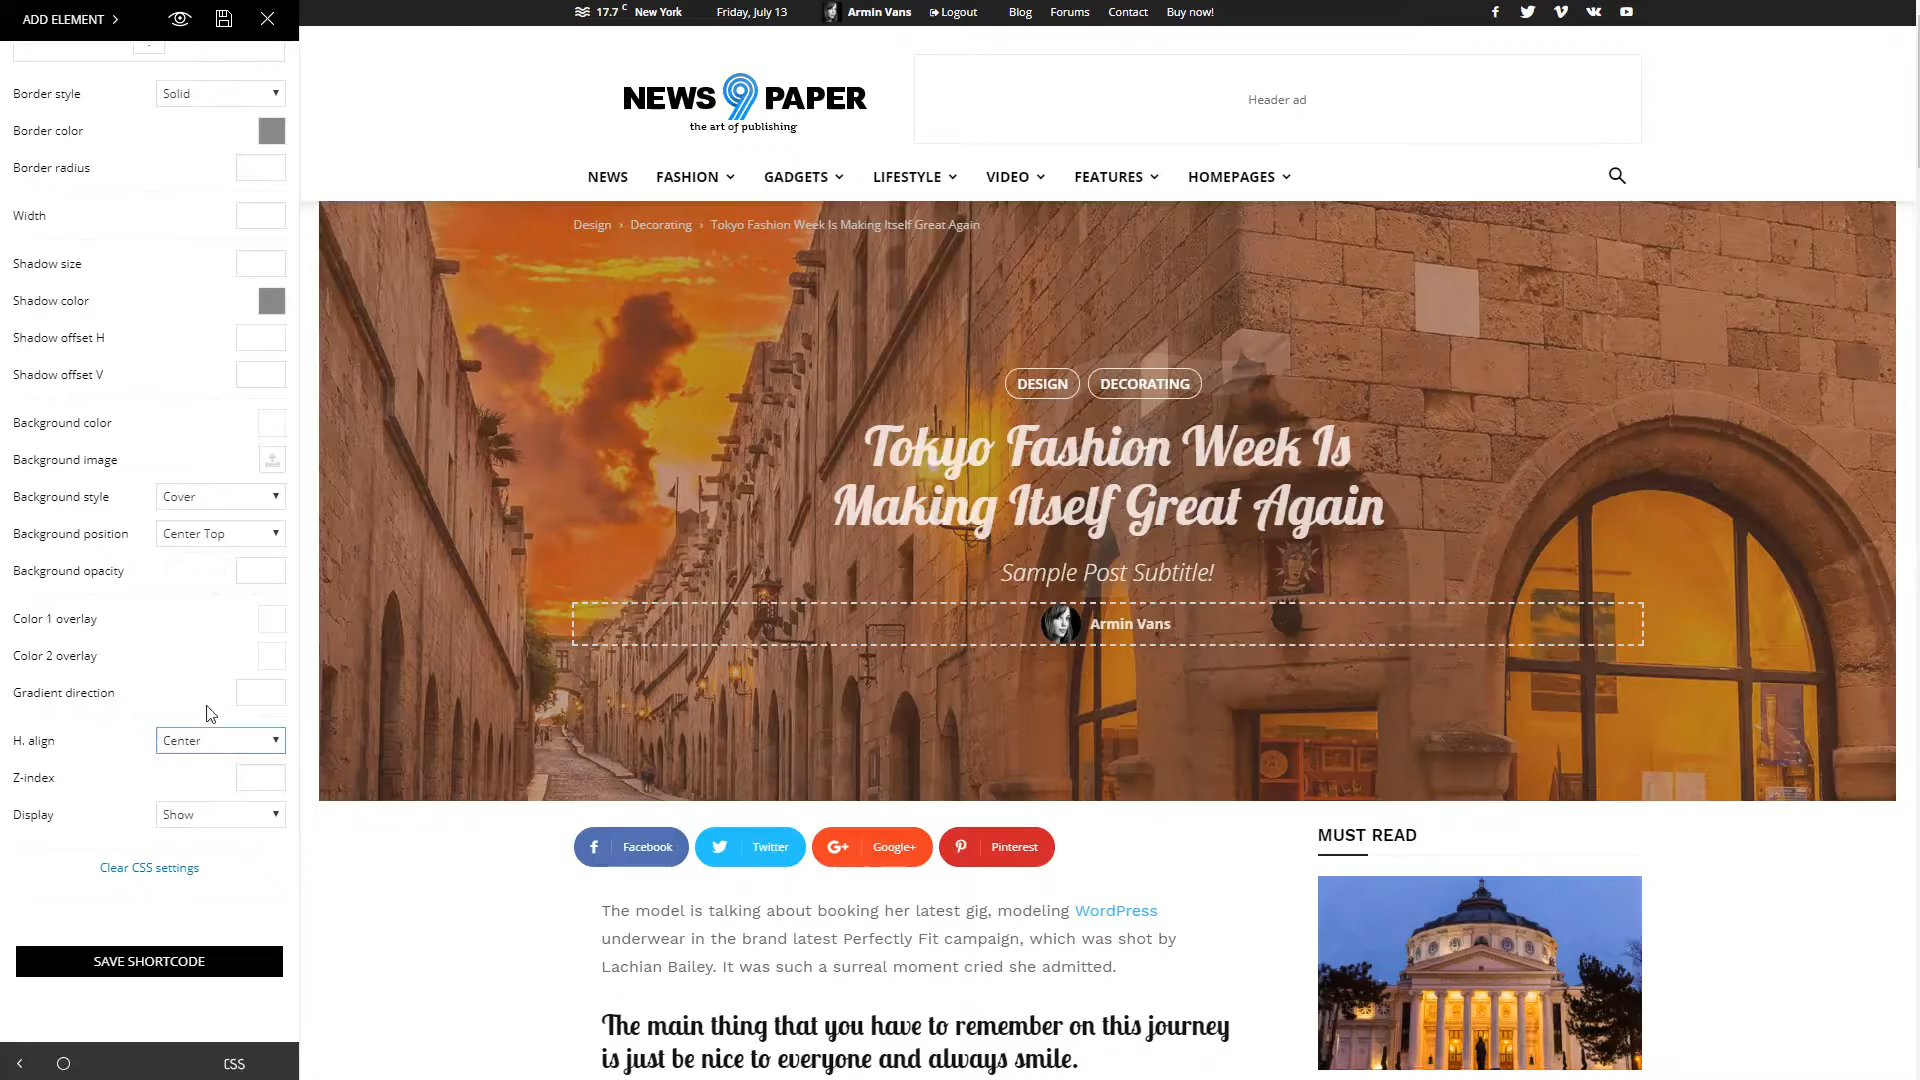 ADD ELEMENT
Border style
Solid
Border color
Border radius
Width
Shadow size
Shadow color
Shadow offset H
Shadow offset V
Background color
Background image
Background style
Cover
Background position
Center Top
Background opacity
Color 1 overlay
Color 2 overlay
Gradient direction
H. align
Center
Z-index
Display
Show
Clear CSS settings
SAVE SHORTCODE
CSS
17.7 C New York
Friday, July 13
Armin Vans
Logout
Blog
Forums
Contact
Buy now!
NEWS 9 PAPER
the art of publishing
Header ad
NEWS
FASHION
GADGETS
LIFESTYLE
VIDEO
FEATURES
HOMEPAGES
Design › Decorating › Tokyo Fashion Week Is Making Itself Great Again
DESIGN
DECORATING
Tokyo Fashion Week Is
Making Itself Great Again
Sample Post Subtitle!
Armin Vans
Facebook
Twitter
G+ Google+
Pinterest
MUST READ
The model is talking about booking her latest gig, modeling WordPress
underwear in the brand latest Perfectly Fit campaign, which was shot by
Lachian Bailey. It was such a surreal moment cried she admitted.
The main thing that you have to remember on this journey
is just be nice to everyone and always smile.